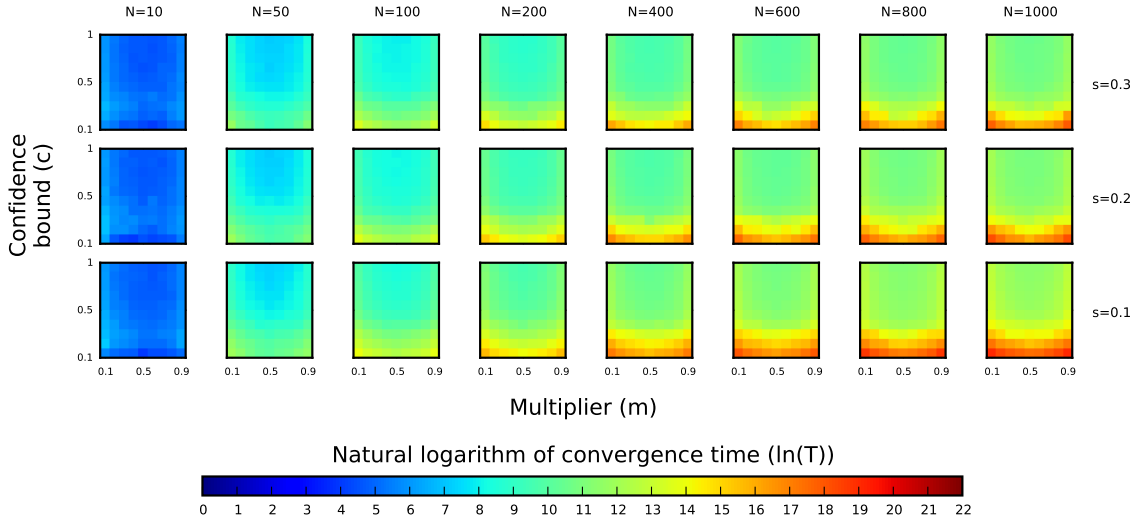 N=10 N=50 N=100 N=200 N=400 N=600 N=800 N=1000
1
0.5
0.1
s=0.3
1
0.5
0.1
s=0.2
1
0.5
0.1
s=0.1
Confidence
bound (c)
0.1 0.5 0.9 0.1 0.5 0.9 0.1 0.5 0.9 0.1 0.5 0.9 0.1 0.5 0.9 0.1 0.5 0.9 0.1 0.5 0.9 0.1 0.5 0.9
Multiplier (m)
Natural logarithm of convergence time (ln(T))
0 1 2 3 4 5 6 7 8 9 10 11 12 13 14 15 16 17 18 19 20 21 22